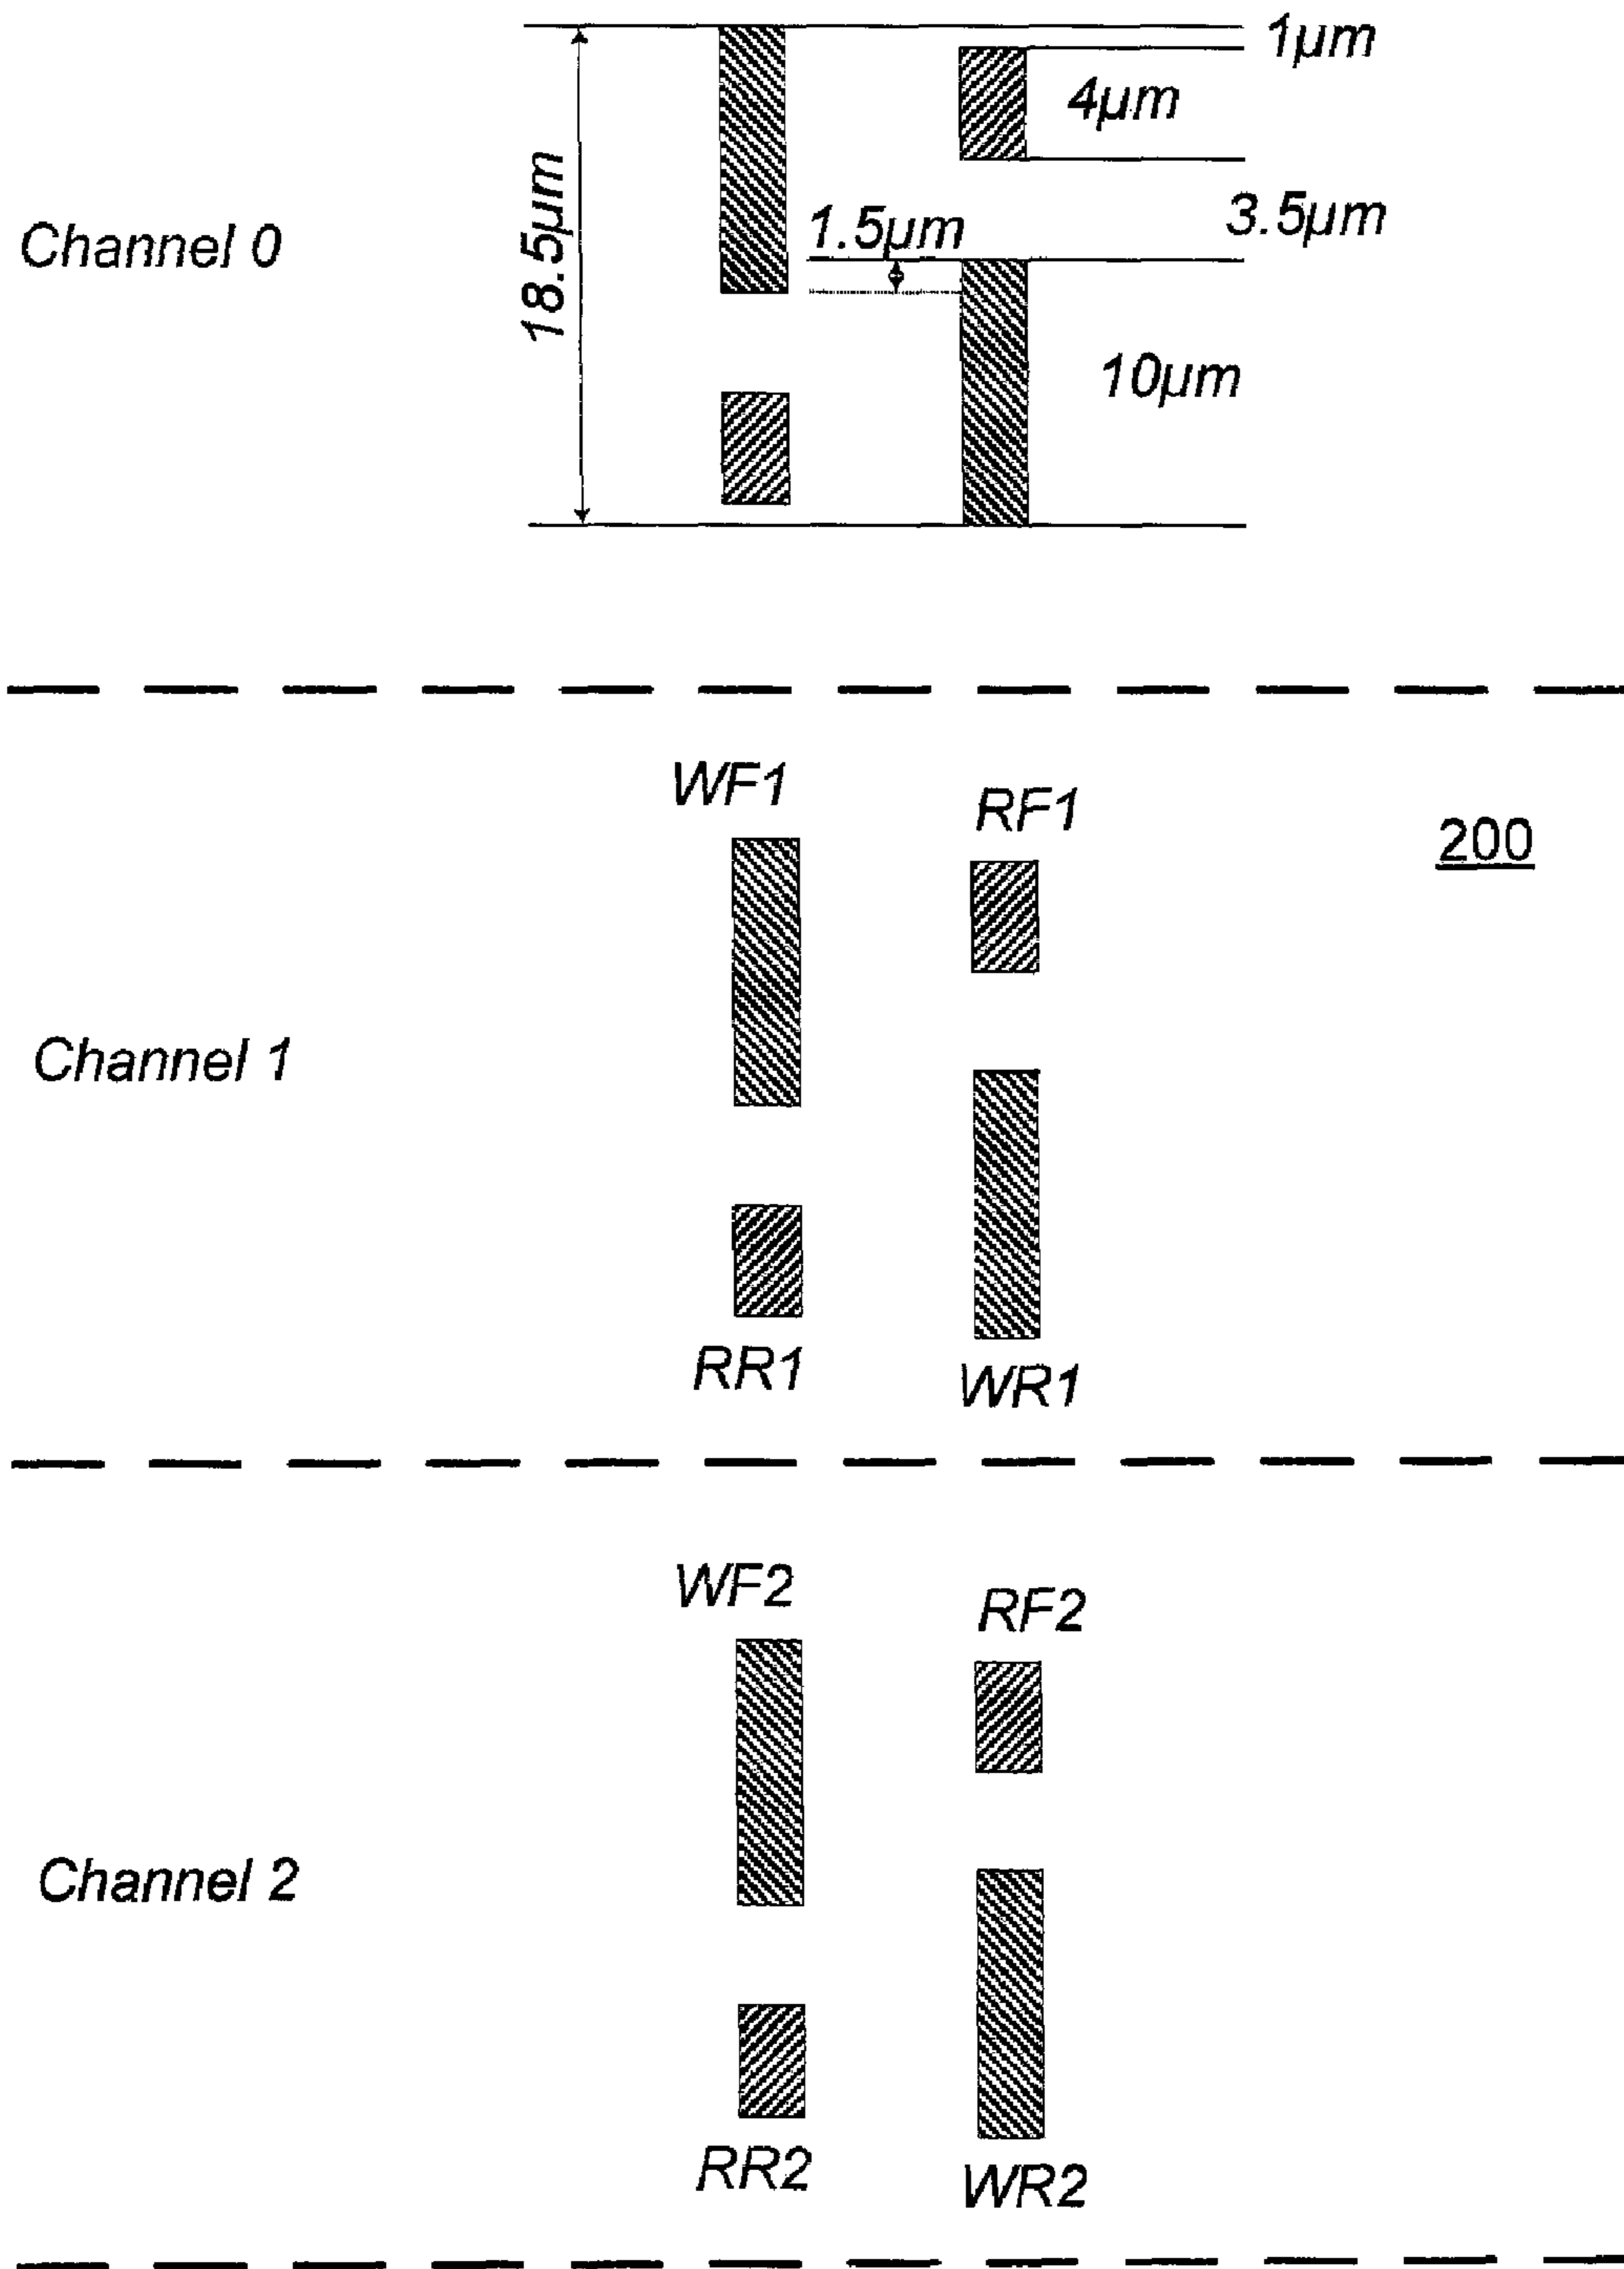 1µm
4µm
18.5µm
1.5µm
3.5µm
Channel 0
10µm
WF1
RF1
200
Channel 1
RR1
WR1
WF2
RF2
Channel 2
RR2
WR2